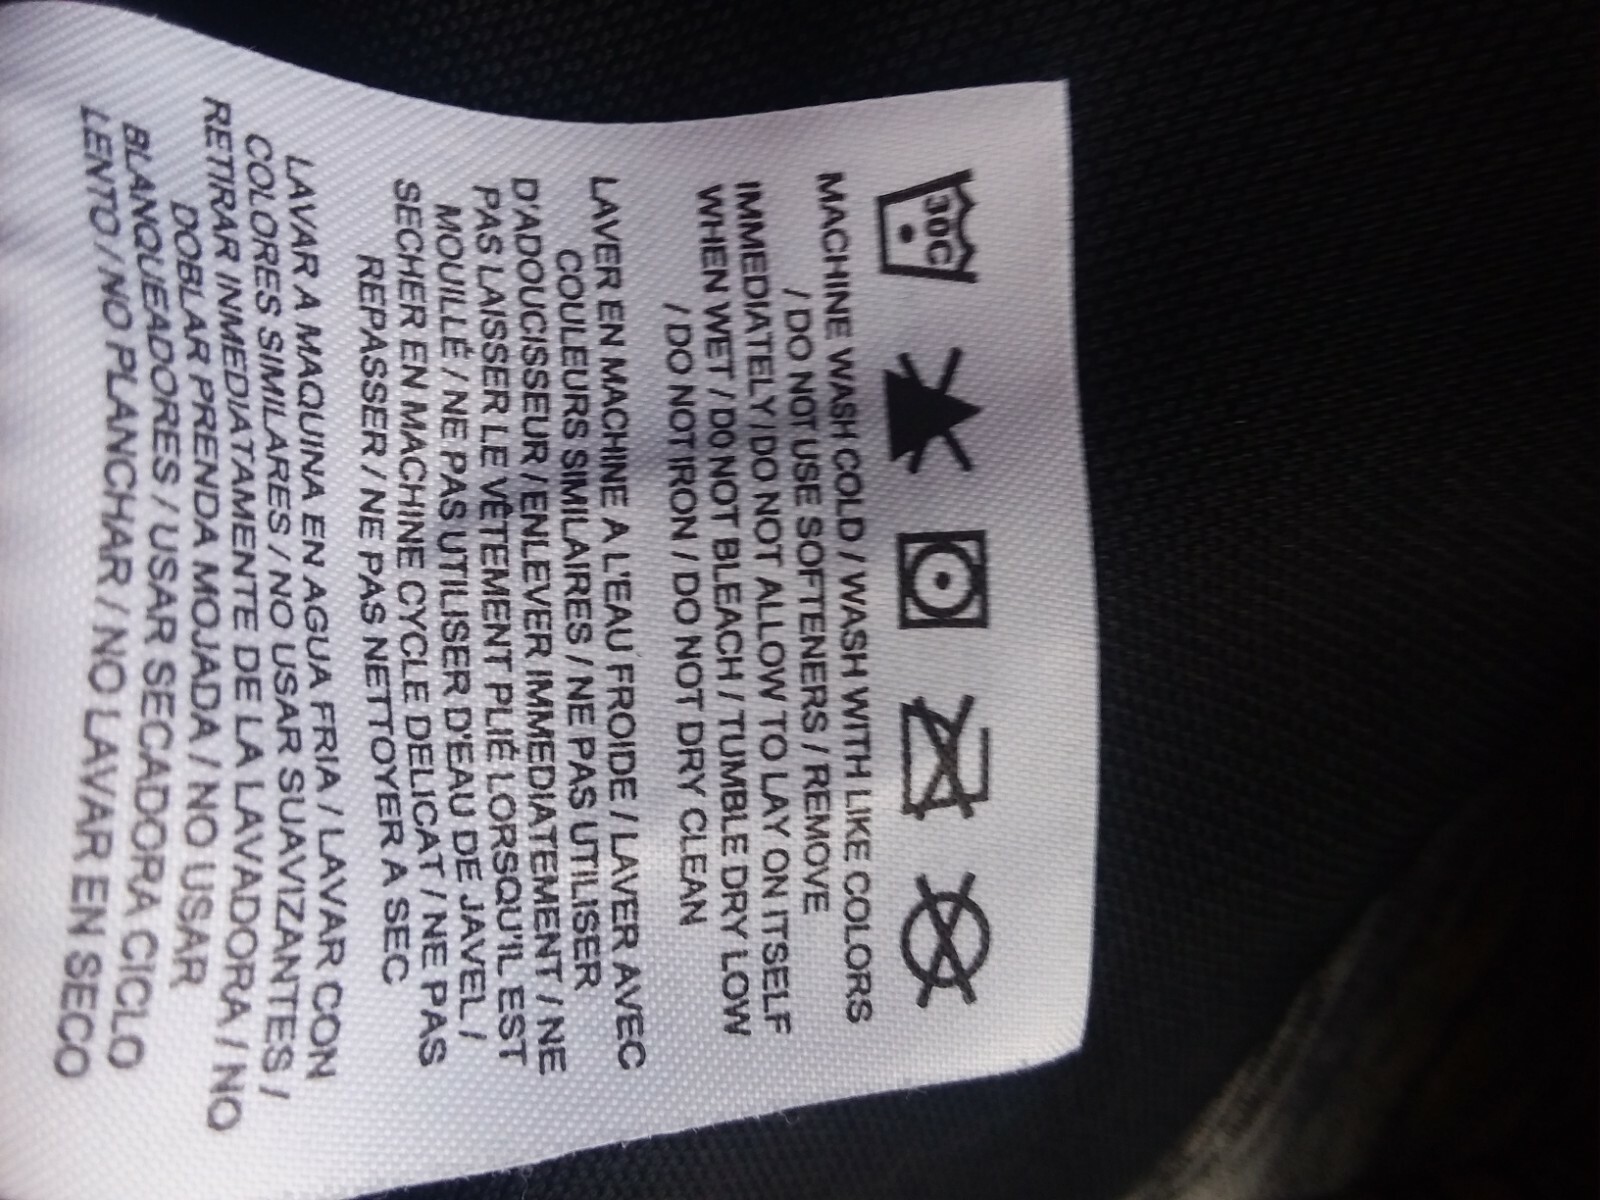 30C
MACHINE WASH COLD / WASH WITH LIKE COLORS
/ DO NOT USE SOFTENERS / REMOVE
IMMEDIATELY / DO NOT ALLOW TO LAY ON ITSELF
WHEN WET / DO NOT BLEACH / TUMBLE DRY LOW
/ DO NOT IRON / DO NOT DRY CLEAN
LAVER EN MACHINE A L'EAU FROIDE / LAVER AVEC
COULEURS SIMILAIRES / NE PAS UTILISER
D'ADOUCISSEUR / ENLEVER IMMEDIATEMENT / NE
PAS LAISSER LE VÊTEMENT PLIÉ LORSQU'IL EST
MOUILLÉ / NE PAS UTILISER D'EAU DE JAVEL /
SECHER EN MACHINE CYCLE DELICAT / NE PAS
REPASSER / NE PAS NETTOYER A SEC
LAVAR A MAQUINA EN AGUA FRIA / LAVAR CON
COLORES SIMILARES / NO USAR SUAVIZANTES /
RETIRAR INMEDIATAMENTE DE LA LAVADORA / NO
DOBLAR PRENDA MOJADA / NO USAR
BLANQUEADORES / USAR SECADORA CICLO
LENTO / NO PLANCHAR / NO LAVAR EN SECO